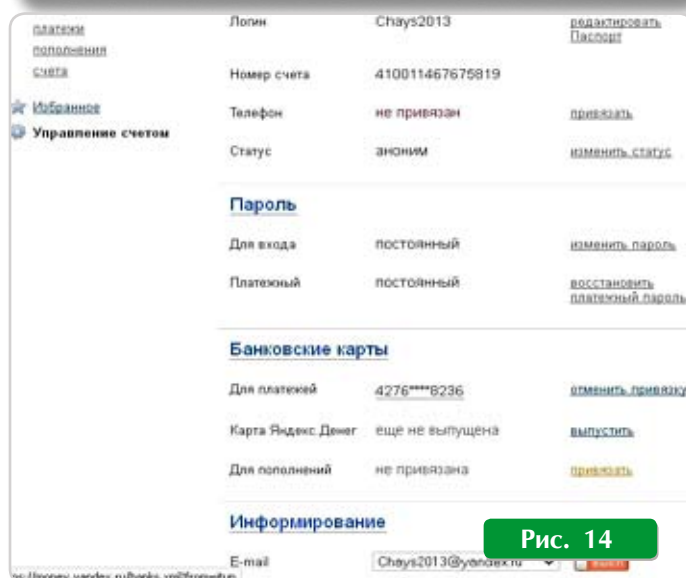 платежи
пополнения
счета
Избранное
Управление счетом
Логин Chays2013 редактировать Паспорт
Номер счета 410011467675819
Телефон не привязан привязать
Статус аноним изменить статус
Пароль
Для входа постоянный изменить пароль
Платежный постоянный восстановить платежный пароль
Банковские карты
Для платежей 4276****8236 отменить привязку
Карта Яндекс.Денег еще не выпущена выпустить
Для пополнений не привязана привязать
Информирование
E-mail Chays2013@yandex.ru
Рис. 14